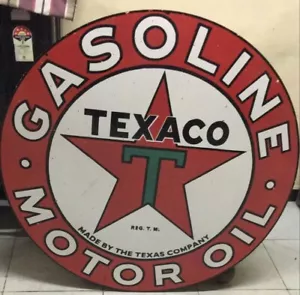 GASOLINE
TEXACO
T
REG. T. M.
MADE BY THE TEXAS COMPANY
· MOTOR OIL ·